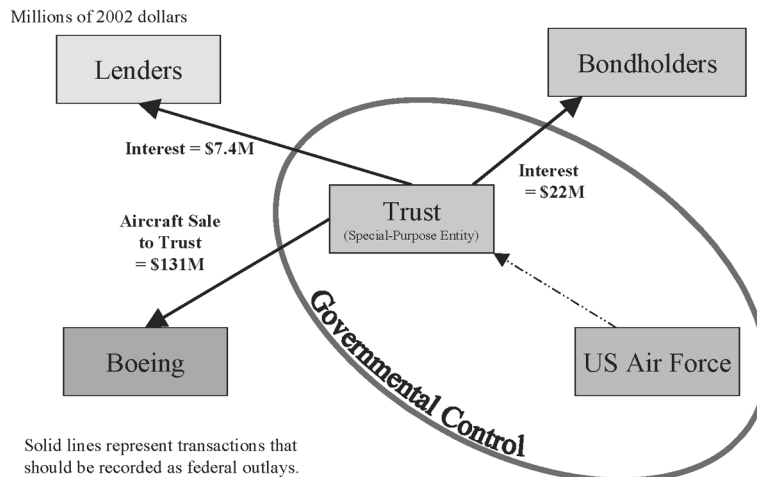 Millions of 2002 dollars
Lenders
Bondholders
Interest = $7.4M
Interest
= $22M
Trust
(Special-Purpose Entity)
Aircraft Sale
to Trust
= $131M
Governmental Control
Boeing
US Air Force
Solid lines represent transactions that
should be recorded as federal outlays.